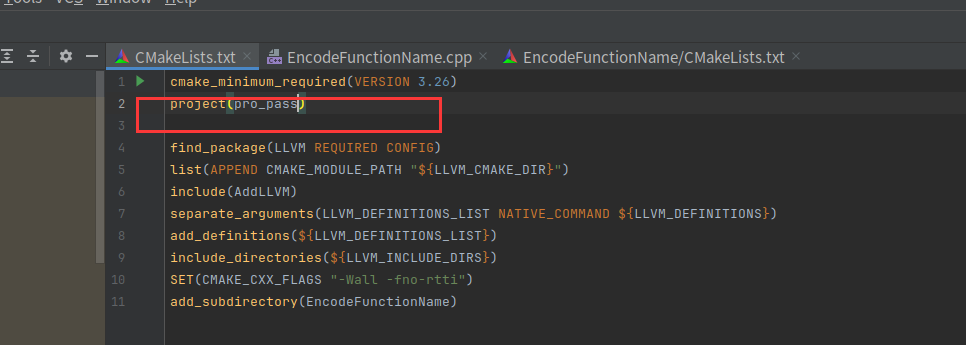 Tools VCS Window Help
CMakeLists.txt EncodeFunctionName.cpp EncodeFunctionName/CMakeLists.txt
1 cmake_minimum_required(VERSION 3.26)
2 project(pro_pass)
3
4 find_package(LLVM REQUIRED CONFIG)
5 list(APPEND CMAKE_MODULE_PATH "${LLVM_CMAKE_DIR}")
6 include(AddLLVM)
7 separate_arguments(LLVM_DEFINITIONS_LIST NATIVE_COMMAND ${LLVM_DEFINITIONS})
8 add_definitions(${LLVM_DEFINITIONS_LIST})
9 include_directories(${LLVM_INCLUDE_DIRS})
10 SET(CMAKE_CXX_FLAGS "-Wall -fno-rtti")
11 add_subdirectory(EncodeFunctionName)